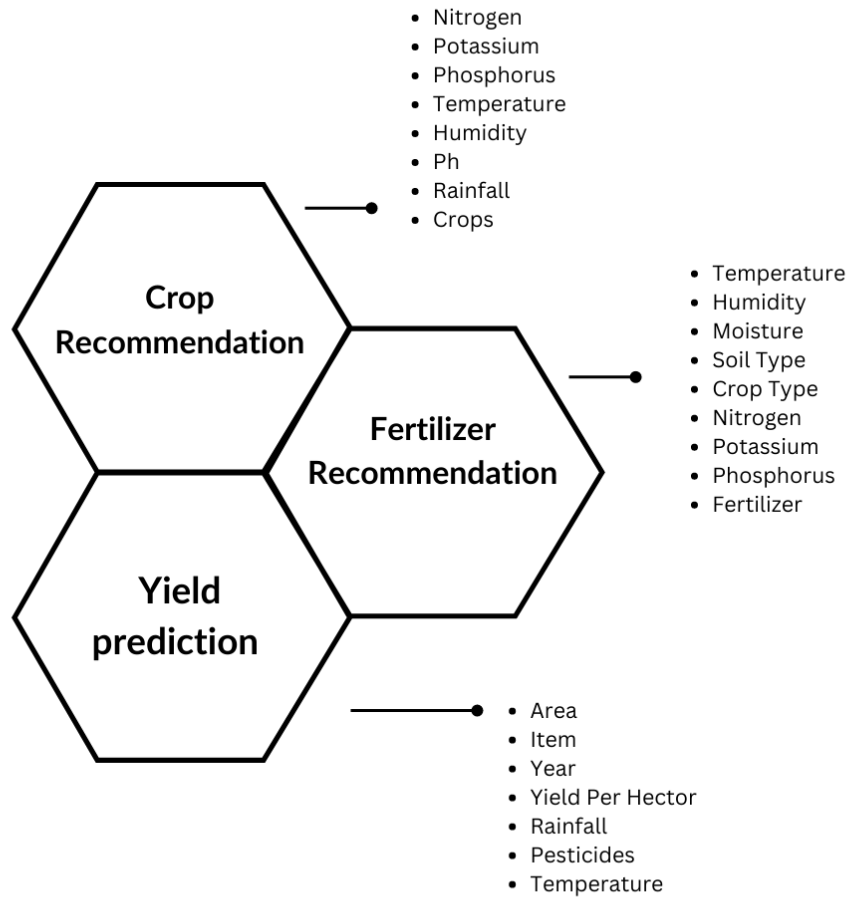 Nitrogen
Potassium
Phosphorus
Temperature
Humidity
Ph
Rainfall
Crops
Crop
Recommendation
Temperature
Humidity
Moisture
Soil Type
Crop Type
Nitrogen
Potassium
Phosphorus
Fertilizer
Fertilizer
Recommendation
Yield
prediction
Area
Item
Year
Yield Per Hector
Rainfall
Pesticides
Temperature